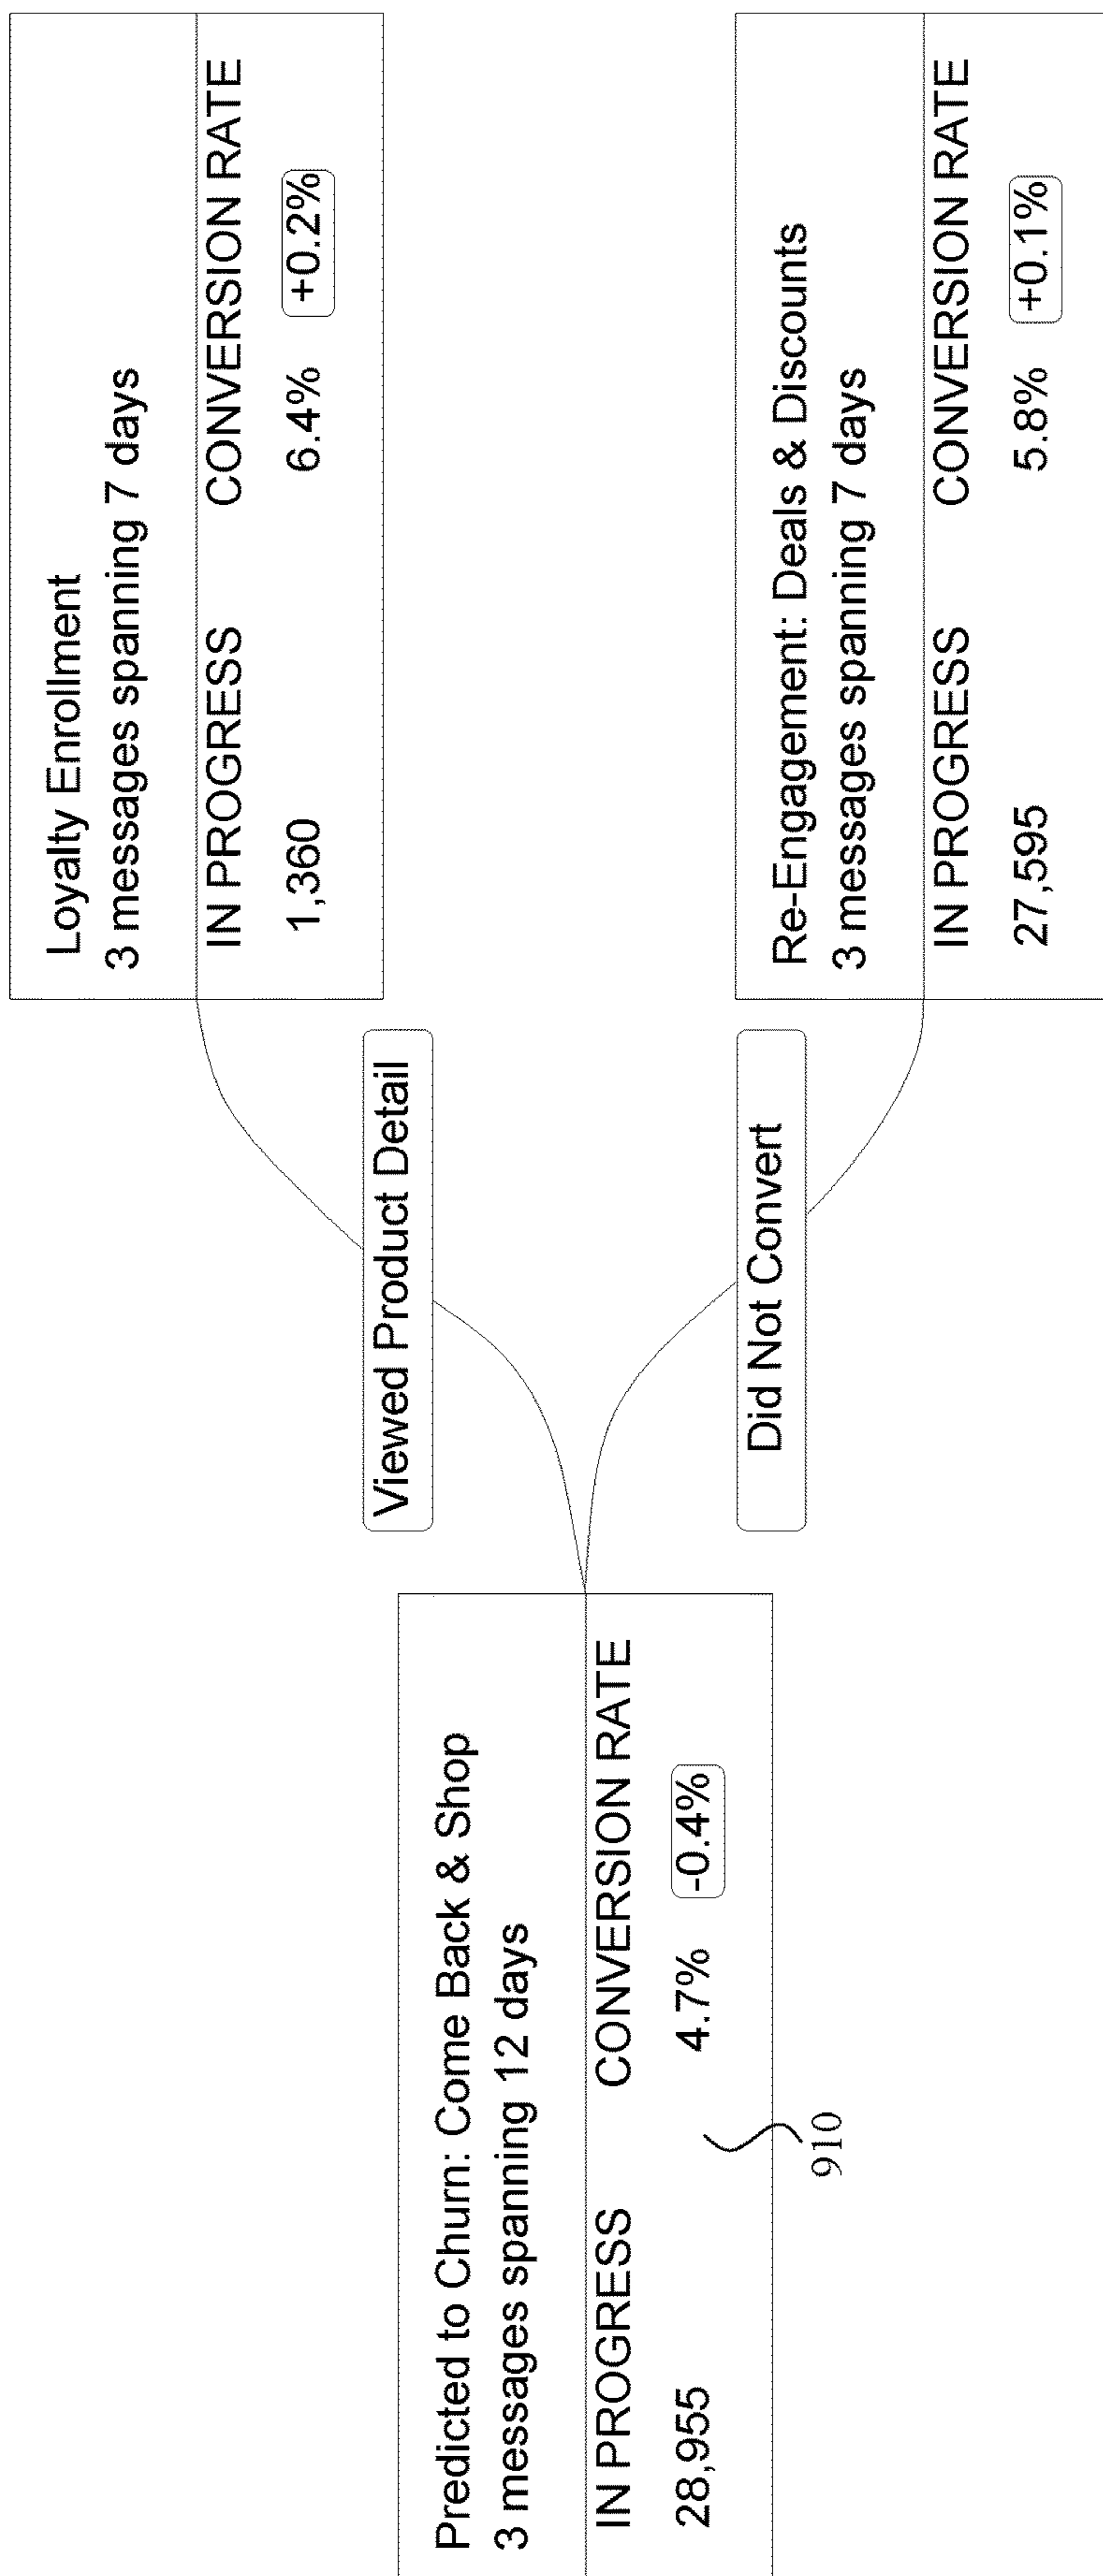 Predicted to Churn: Come Back & Shop
3 messages spanning 12 days
IN PROGRESS CONVERSION RATE
28,955 4.7% -0.4%
910
Viewed Product Detail
Did Not Convert
Loyalty Enrollment
3 messages spanning 7 days
IN PROGRESS CONVERSION RATE
1,360 6.4% +0.2%
Re-Engagement: Deals & Discounts
3 messages spanning 7 days
IN PROGRESS CONVERSION RATE
27,595 5.8% +0.1%